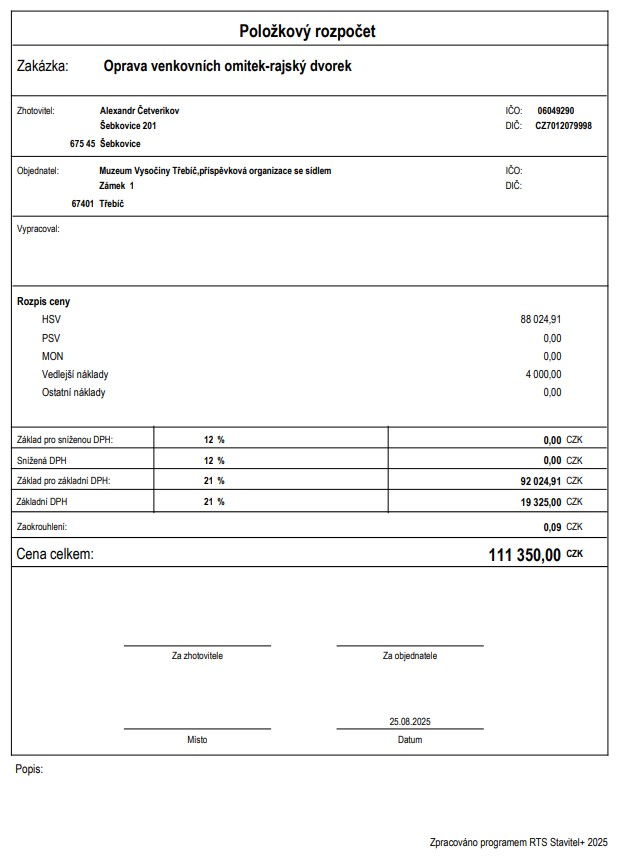 Položkový rozpočet
Zakázka: Oprava venkovních omitek-rajský dvorek
Zhotovitel: Alexandr Četverikov IČO: 06049290
Šebkovice 201 DIČ: CZ7012079998
675 45 Šebkovice
Objednatel: Muzeum Vysočiny Třebíč,příspěvková organizace se sídlem IČO:
Zámek 1 DIČ:
67401 Třebíč
Vypracoval:
Rozpis ceny
HSV 88 024,91
PSV 0,00
MON 0,00
Vedlejší náklady 4 000,00
Ostatní náklady 0,00
Základ pro sníženou DPH: 12 % 0,00 CZK
Snížená DPH 12 % 0,00 CZK
Základ pro základní DPH: 21 % 92 024,91 CZK
Základní DPH 21 % 19 325,00 CZK
Zaokrouhlení: 0,09 CZK
Cena celkem: 111 350,00 CZK
Za zhotovitele Za objednatele
25.08.2025
Místo Datum
Popis:
Zpracováno programem RTS Stavitel+ 2025